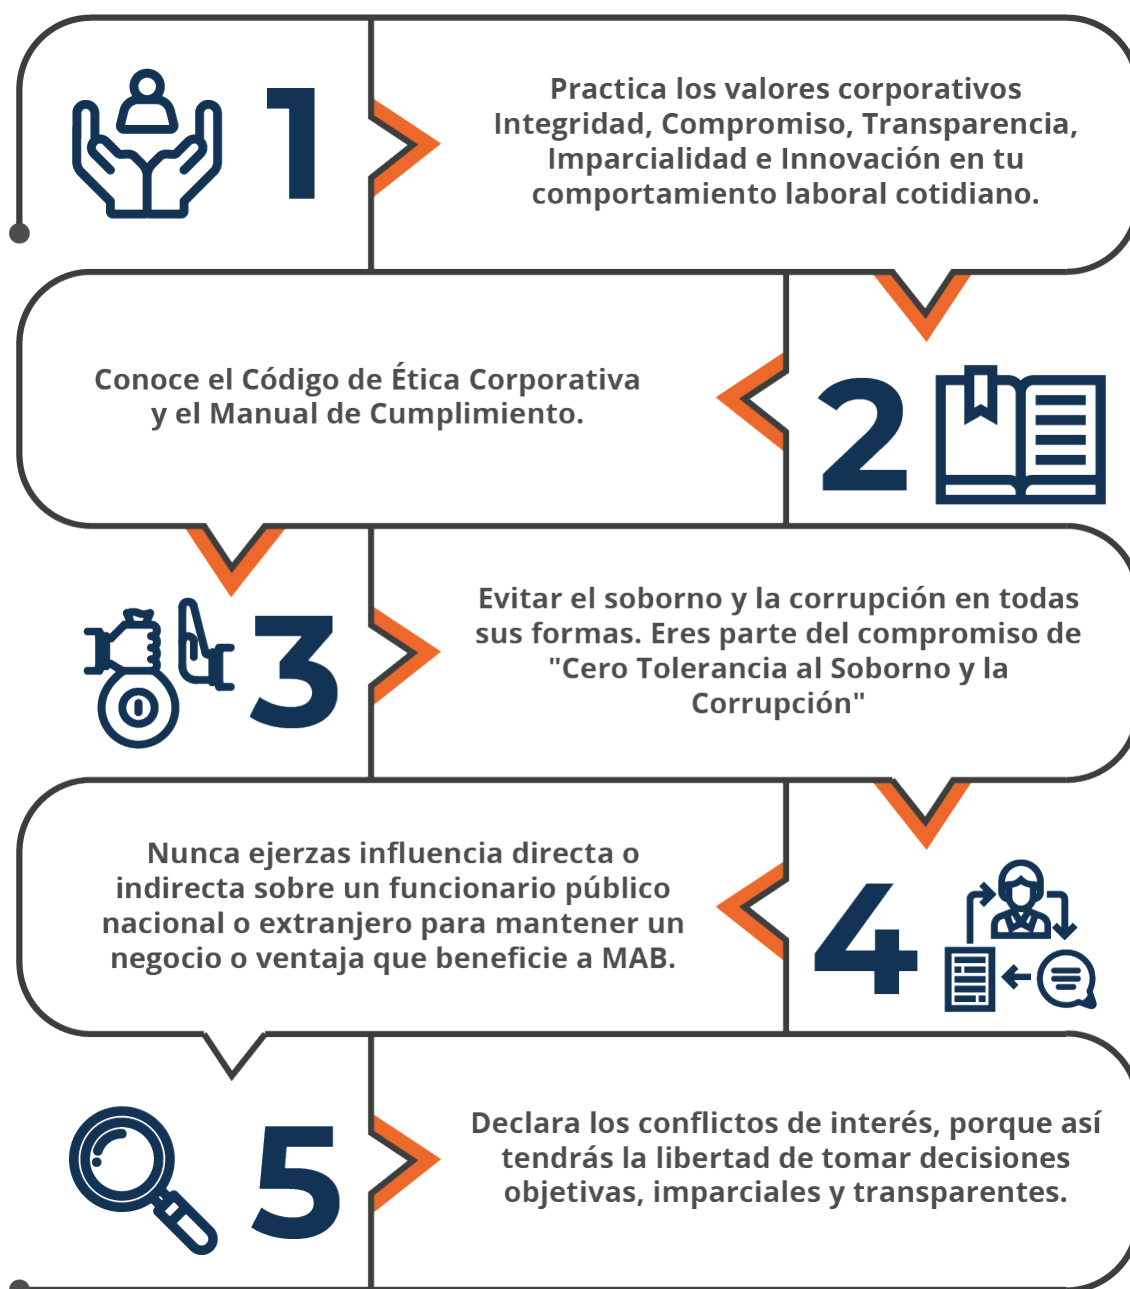 1
Practica los valores corporativos
Integridad, Compromiso, Transparencia,
Imparcialidad e Innovación en tu
comportamiento laboral cotidiano.
Conoce el Código de Ética Corporativa
y el Manual de Cumplimiento.
2
3
Evitar el soborno y la corrupción en todas
sus formas. Eres parte del compromiso de
"Cero Tolerancia al Soborno y la
Corrupción"
Nunca ejerzas influencia directa o
indirecta sobre un funcionario público
nacional o extranjero para mantener un
negocio o ventaja que beneficie a MAB.
4
5
Declara los conflictos de interés, porque así
tendrás la libertad de tomar decisiones
objetivas, imparciales y transparentes.